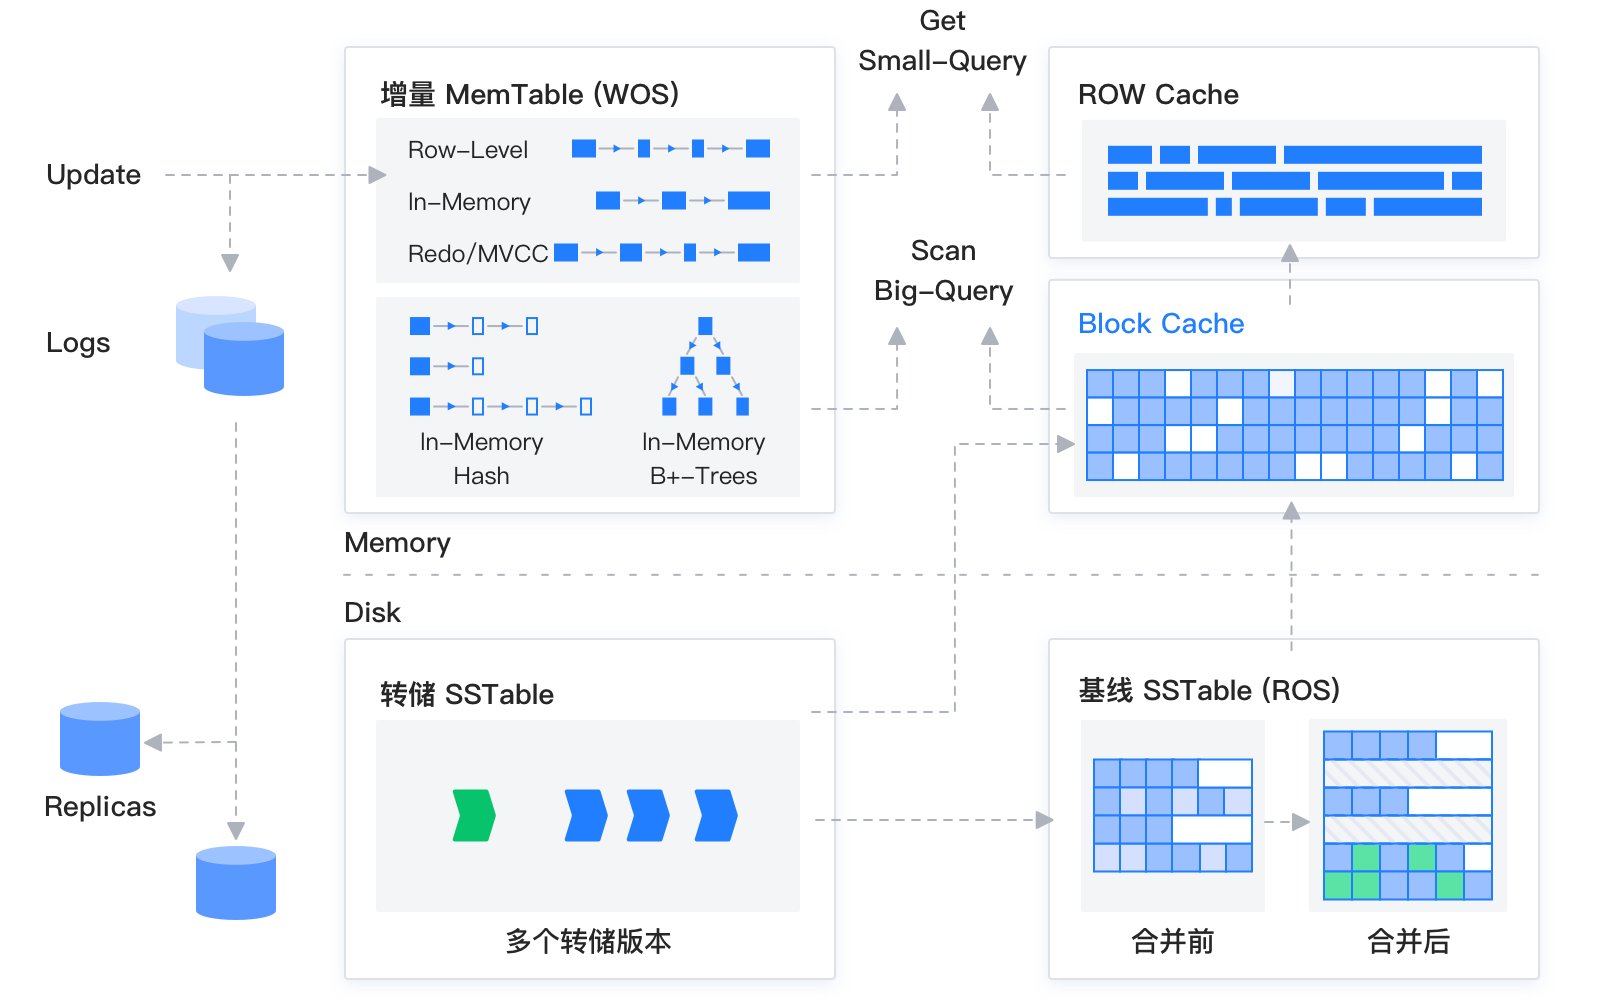 Get
Small-Query
增量 MemTable (WOS)
Row-Level
In-Memory
Redo/MVCC
In-Memory
Hash
In-Memory
B+-Trees
ROW Cache
Update
Scan
Big-Query
Block Cache
Logs
Memory
Disk
转储 SSTable
多个转储版本
基线 SSTable (ROS)
合并前
合并后
Replicas